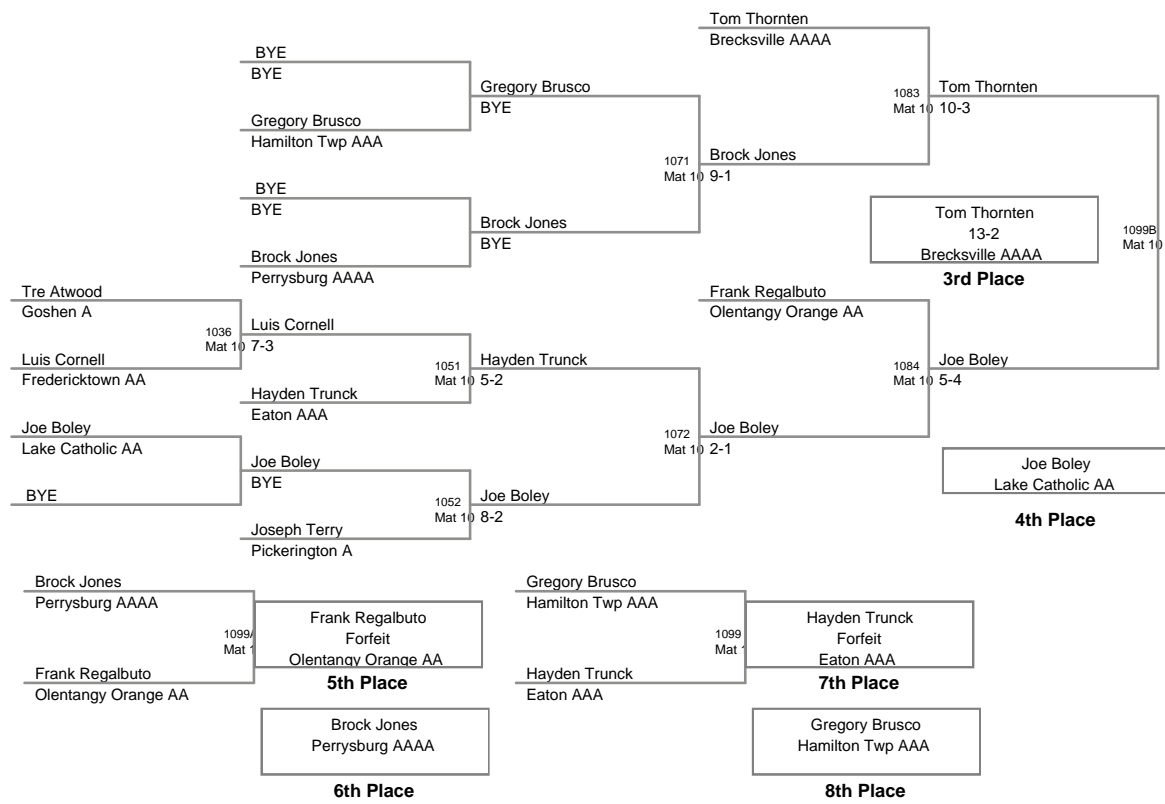 Tom Thornten
Brecksville AAAA
BYE
BYE
Gregory Brusco
BYE
1083
Mat 10
Tom Thornten
10-3
Gregory Brusco
Hamilton Twp AAA
1071
Mat 10
Brock Jones
9-1
BYE
BYE
Brock Jones
BYE
Tom Thornten
13-2
Brecksville AAAA
3rd Place
1099B
Mat 10
Brock Jones
Perrysburg AAAA
Tre Atwood
Goshen A
Frank Regalbuto
Olentangy Orange AA
1036
Mat 10
Luis Cornell
7-3
Luis Cornell
Fredericktown AA
1051
Mat 10
Hayden Trunck
5-2
1084
Mat 10
Joe Boley
5-4
Hayden Trunck
Eaton AAA
Joe Boley
Lake Catholic AA
1072
Mat 10
Joe Boley
2-1
Joe Boley
BYE
Joe Boley
Lake Catholic AA
4th Place
BYE
1052
Mat 10
Joe Boley
8-2
Joseph Terry
Pickerington A
Brock Jones
Perrysburg AAAA
1099A
Mat 1
Frank Regalbuto
Forfeit
Olentangy Orange AA
5th Place
Frank Regalbuto
Olentangy Orange AA
Brock Jones
Perrysburg AAAA
6th Place
Gregory Brusco
Hamilton Twp AAA
1099
Mat 1
Hayden Trunck
Forfeit
Eaton AAA
7th Place
Hayden Trunck
Eaton AAA
Gregory Brusco
Hamilton Twp AAA
8th Place